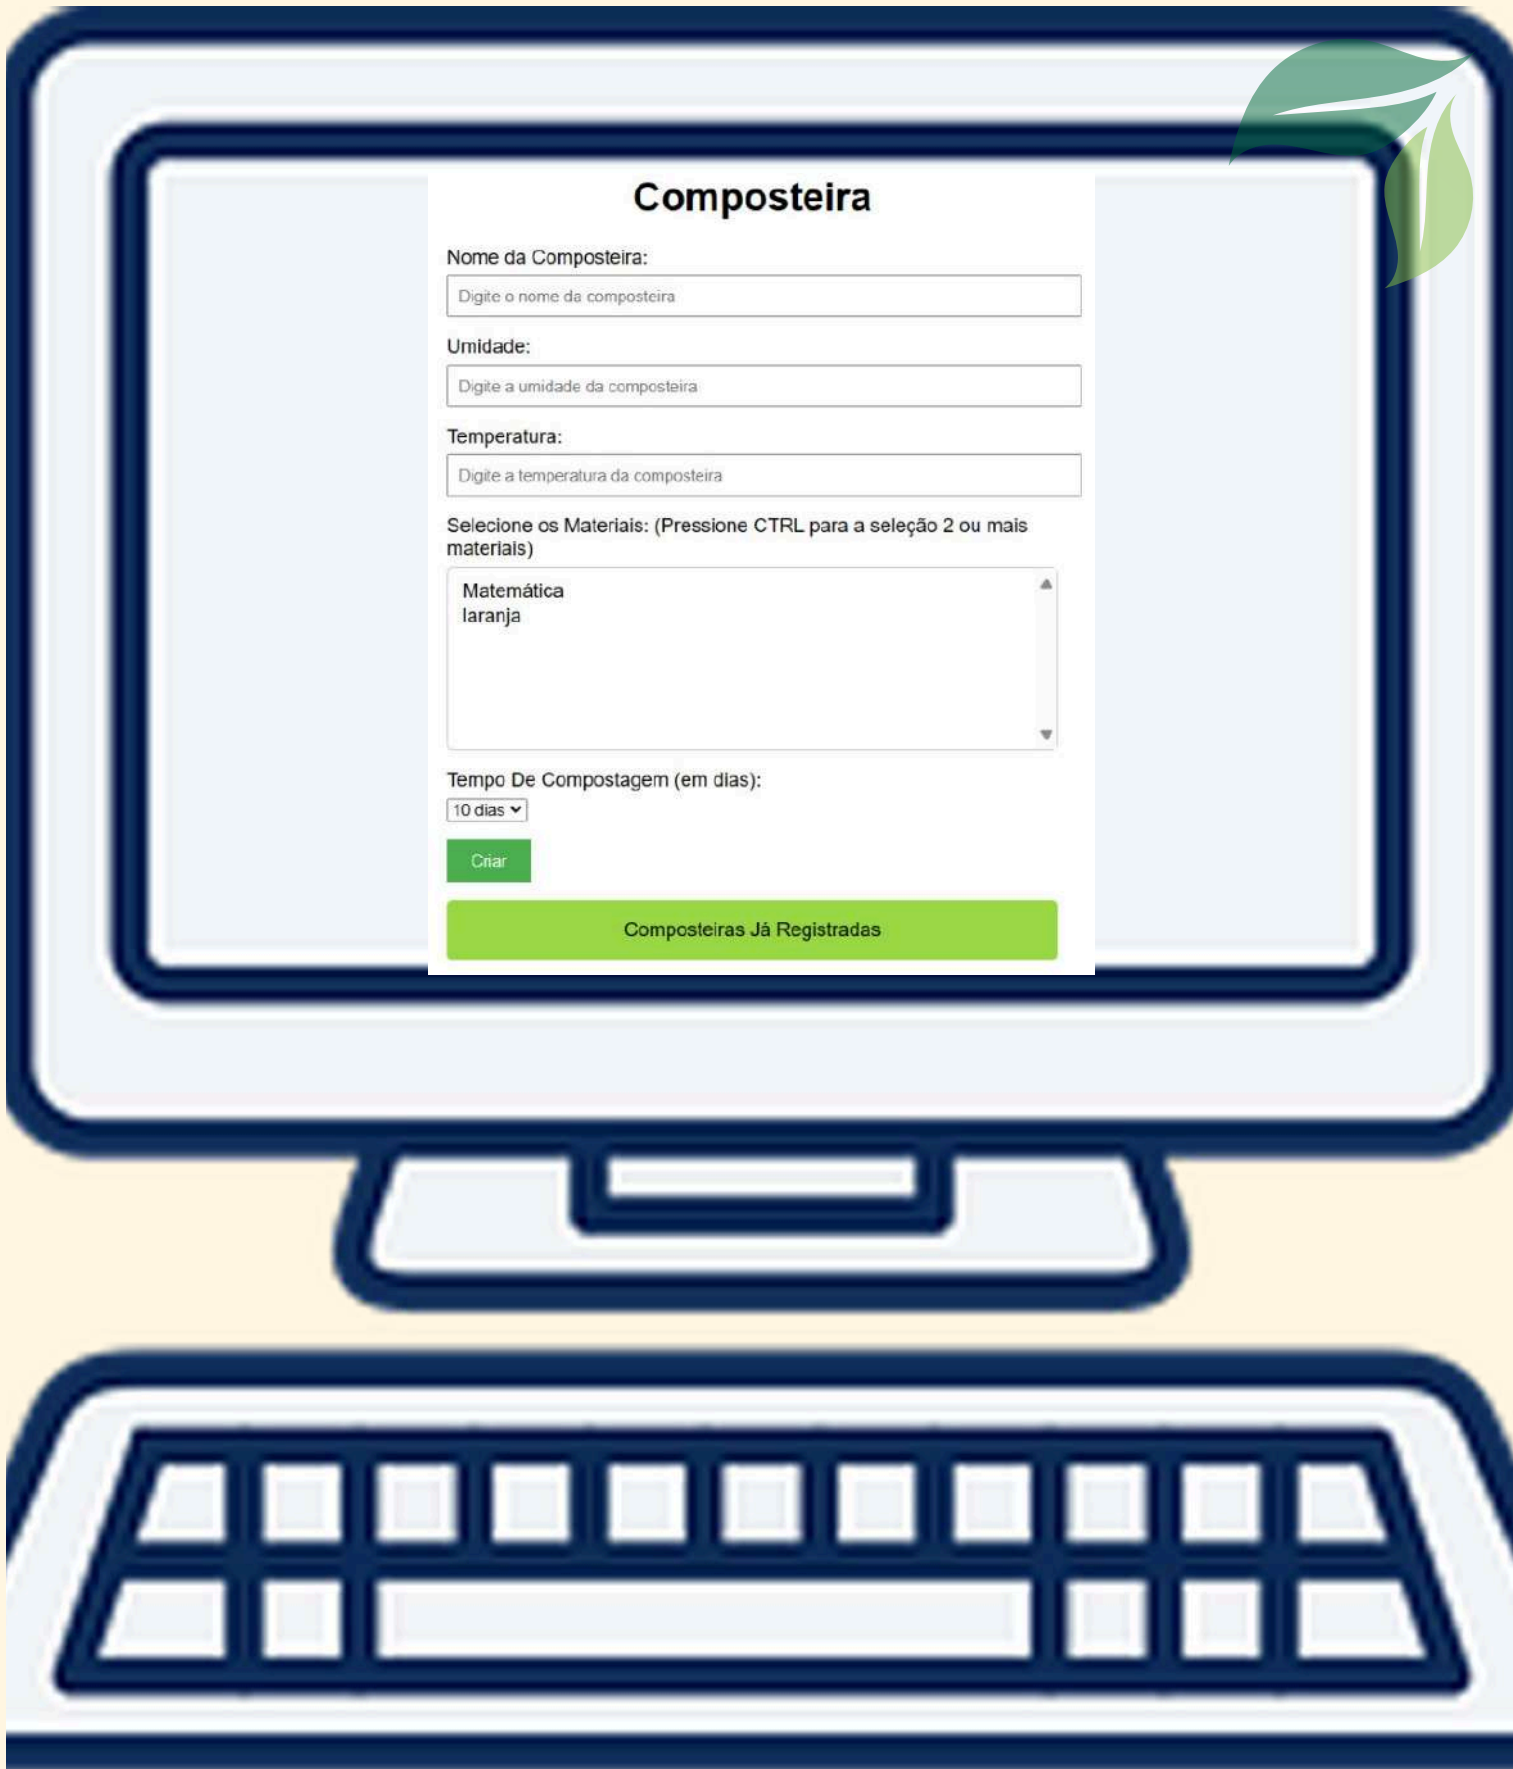 Composteira
Nome da Composteira:
Digite o nome da composteira
Umidade:
Digite a umidade da composteira
Temperatura:
Digite a temperatura da composteira
Selecione os Materiais: (Pressione CTRL para a seleção 2 ou mais
materiais)
Matemática
laranja
Tempo De Compostagem (em dias):
10 dias
Criar
Composteiras Já Registradas